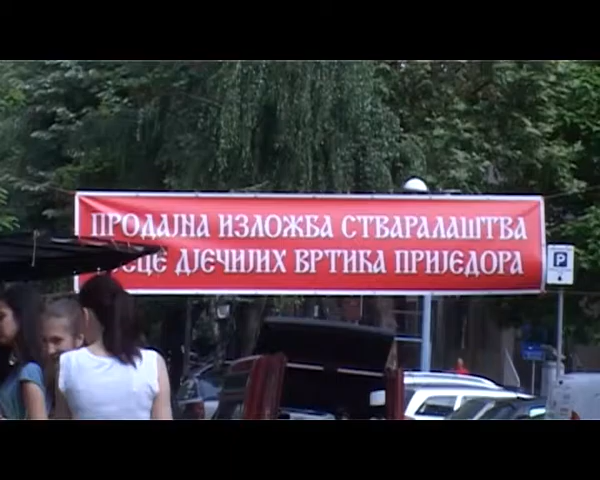 ПРОДАЈНА ИЗЛОЖБА СТВАРАЛАШТВА
ДЈЕЧИЈИХ ВРТИЋА ПРИЈЕДОРА
P